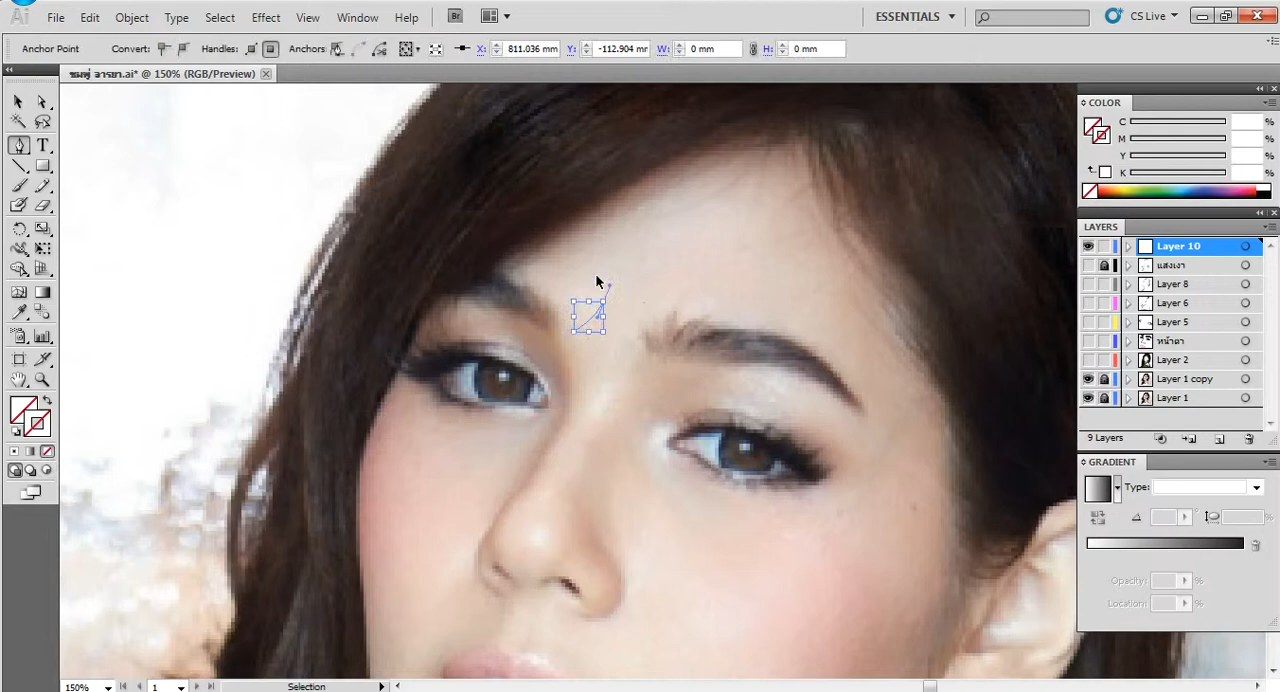 Ai File Edit Object Type Select Effect View Window Help Br ESSENTIALS CS Live
Anchor Point Convert: Handles: Anchors: X: 811.036 mm Y: -112.904 mm W: 0 mm H: 0 mm
ชมพู่ อารยา.ai* @ 150% (RGB/Preview)
COLOR
C %
M %
Y %
K %
LAYERS
Layer 10
แสงเงา
Layer 8
Layer 6
Layer 5
หน้าตา
Layer 2
Layer 1 copy
Layer 1
9 Layers
GRADIENT
Type:
°
%
Opacity: %
Location: %
T
150% 1 Selection